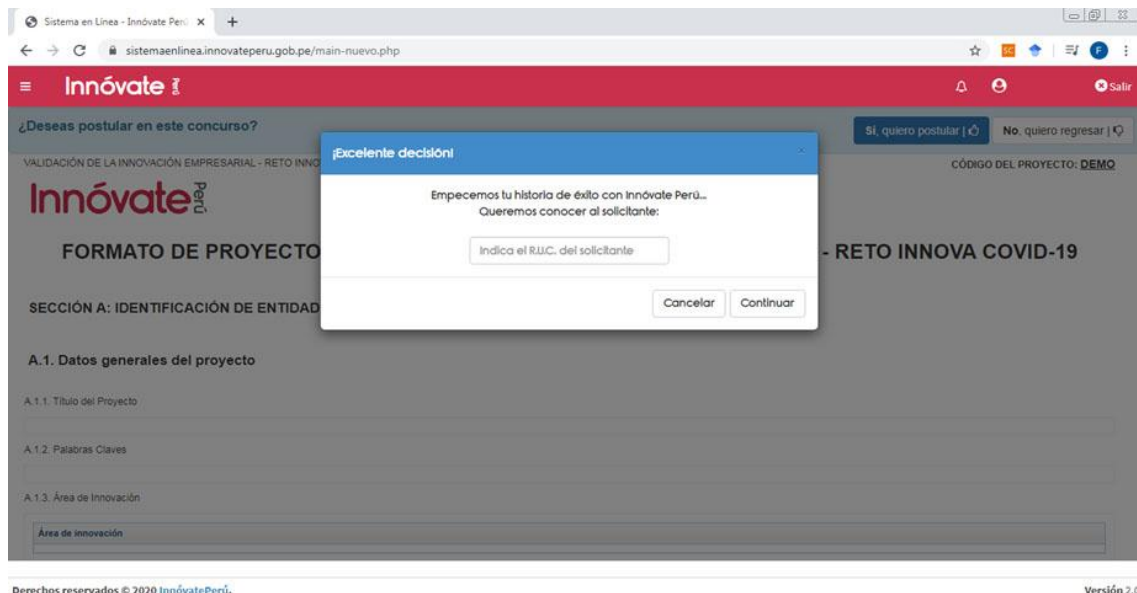 Sistema en Línea - Innóvate Perú
sistemaenlinea.innovateperu.gob.pe/main-nuevo.php
SC
F
Innóvate Perú
Salir
¿Deseas postular en este concurso?
Sí, quiero postular |
No, quiero regresar |
VALIDACIÓN DE LA INNOVACIÓN EMPRESARIAL - RETO INNO
CÓDIGO DEL PROYECTO: DEMO
Innóvate Perú
¡Excelente decisión!
Empecemos tu historia de éxito con Innóvate Perú...
Queremos conocer al solicitante:
Indica el R.U.C. del solicitante
Cancelar
Continuar
FORMATO DE PROYECTO
- RETO INNOVA COVID-19
SECCIÓN A: IDENTIFICACIÓN DE ENTIDAD
A.1. Datos generales del proyecto
A.1.1. Título del Proyecto
A.1.2. Palabras Claves
A.1.3. Área de Innovación
Área de innovación
Derechos reservados © 2020 InnóvatePerú.
Versión 2.0